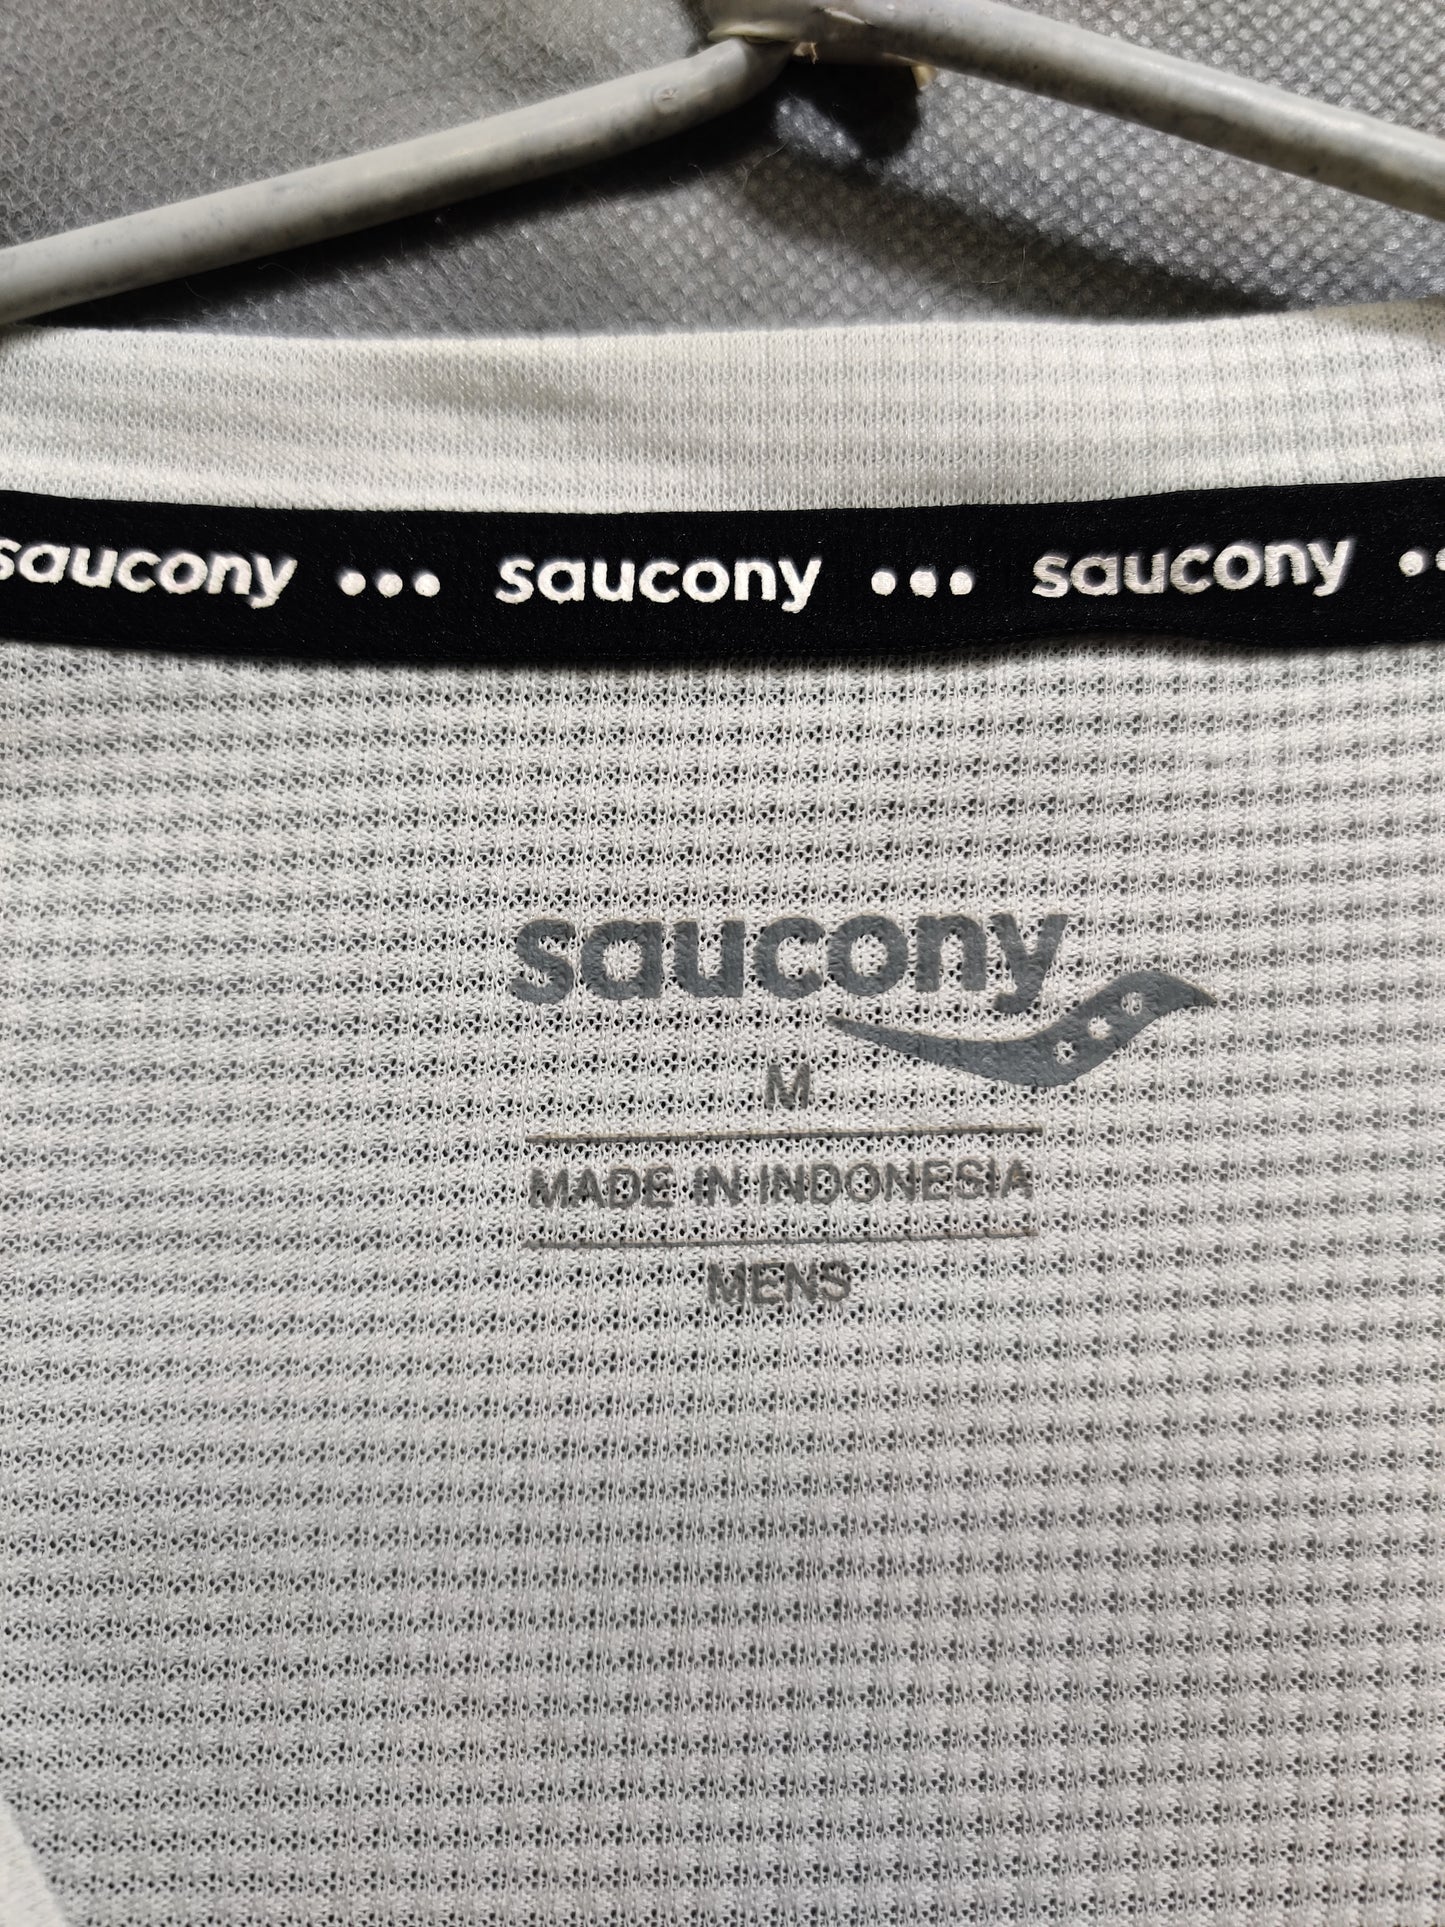 saucony ••• saucony ••• saucony ••
saucony
M
MADE IN INDONESIA
MENS